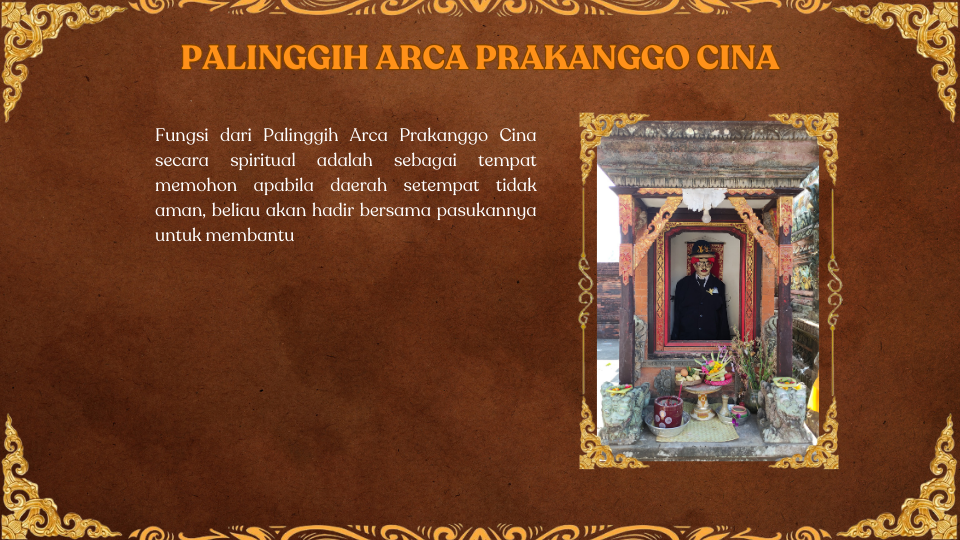 PALINGGIH ARCA PRAKANGGO CINA
Fungsi dari Palinggih Arca Prakanggo Cina
secara spiritual adalah sebagai tempat
memohon apabila daerah setempat tidak
aman, beliau akan hadir bersama pasukannya
untuk membantu